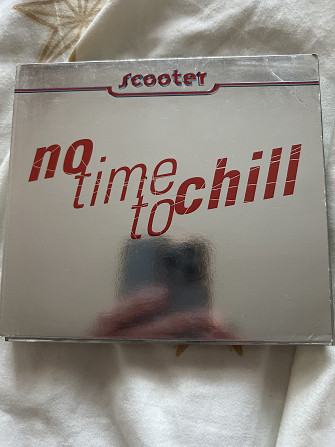 scooter
no
time
to chill